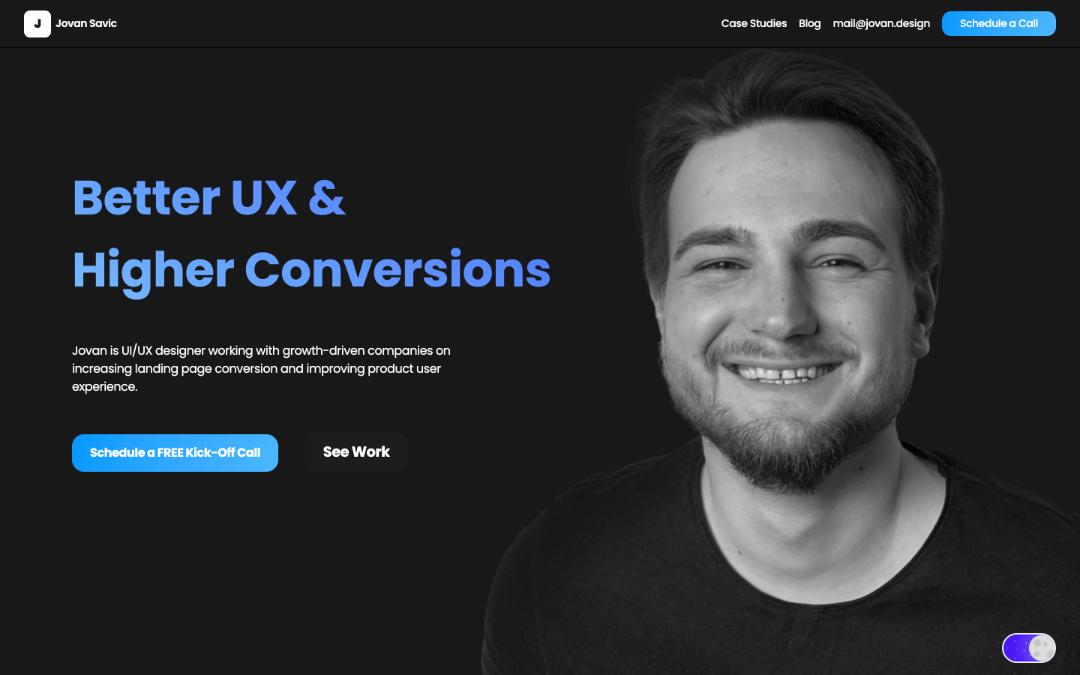 J Jovan Savic
Case Studies Blog mail@jovan.design Schedule a Call
Better UX &
Higher Conversions
Jovan is UI/UX designer working with growth-driven companies on
increasing landing page conversion and improving product user
experience.
Schedule a FREE Kick-Off Call
See Work